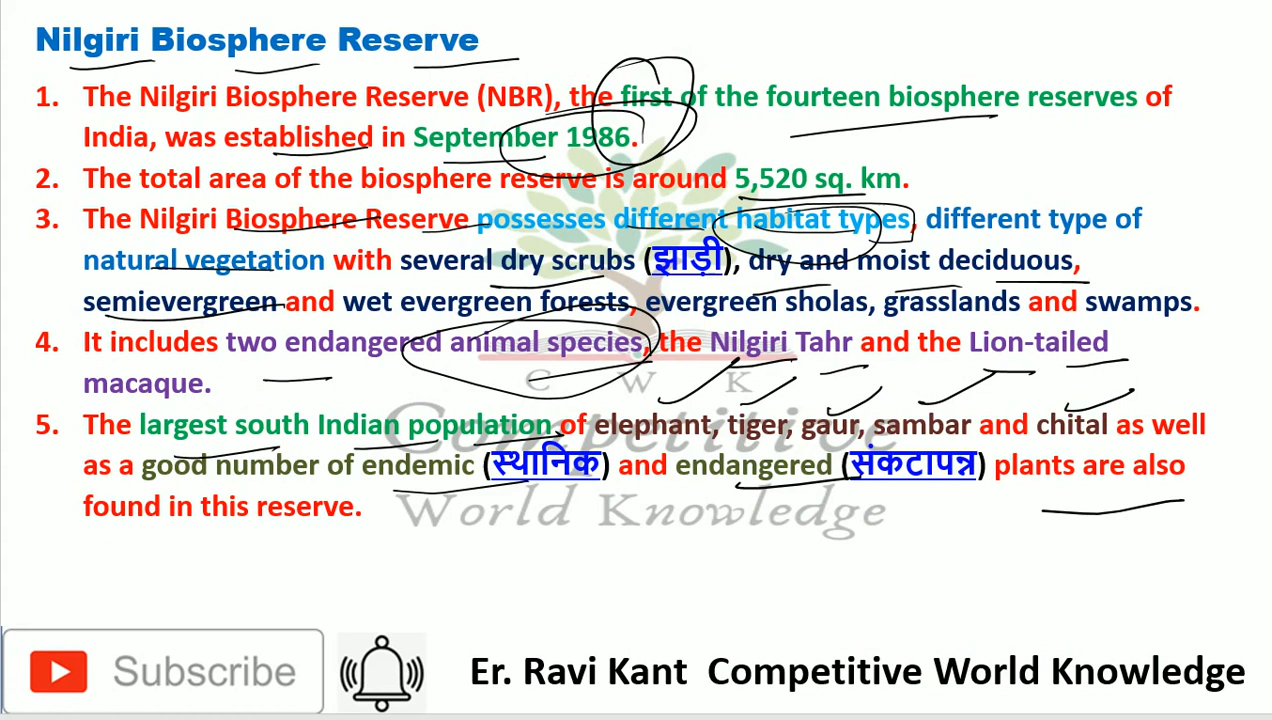 Nilgiri Biosphere Reserve
1. The Nilgiri Biosphere Reserve (NBR), the first of the fourteen biosphere reserves of
India, was established in September 1986.
2. The total area of the biosphere reserve is around 5,520 sq. km.
3. The Nilgiri Biosphere Reserve possesses different habitat types, different type of
natural vegetation with several dry scrubs (झाड़ी), dry and moist deciduous,
semievergreen and wet evergreen forests, evergreen sholas, grasslands and swamps.
4. It includes two endangered animal species, the Nilgiri Tahr and the Lion-tailed
macaque.
C W K
Competitive
5. The largest south Indian population of elephant, tiger, gaur, sambar and chital as well
as a good number of endemic (स्थानिक) and endangered (संकटापन्न) plants are also
found in this reserve.
World Knowledge
Subscribe
Er. Ravi Kant Competitive World Knowledge